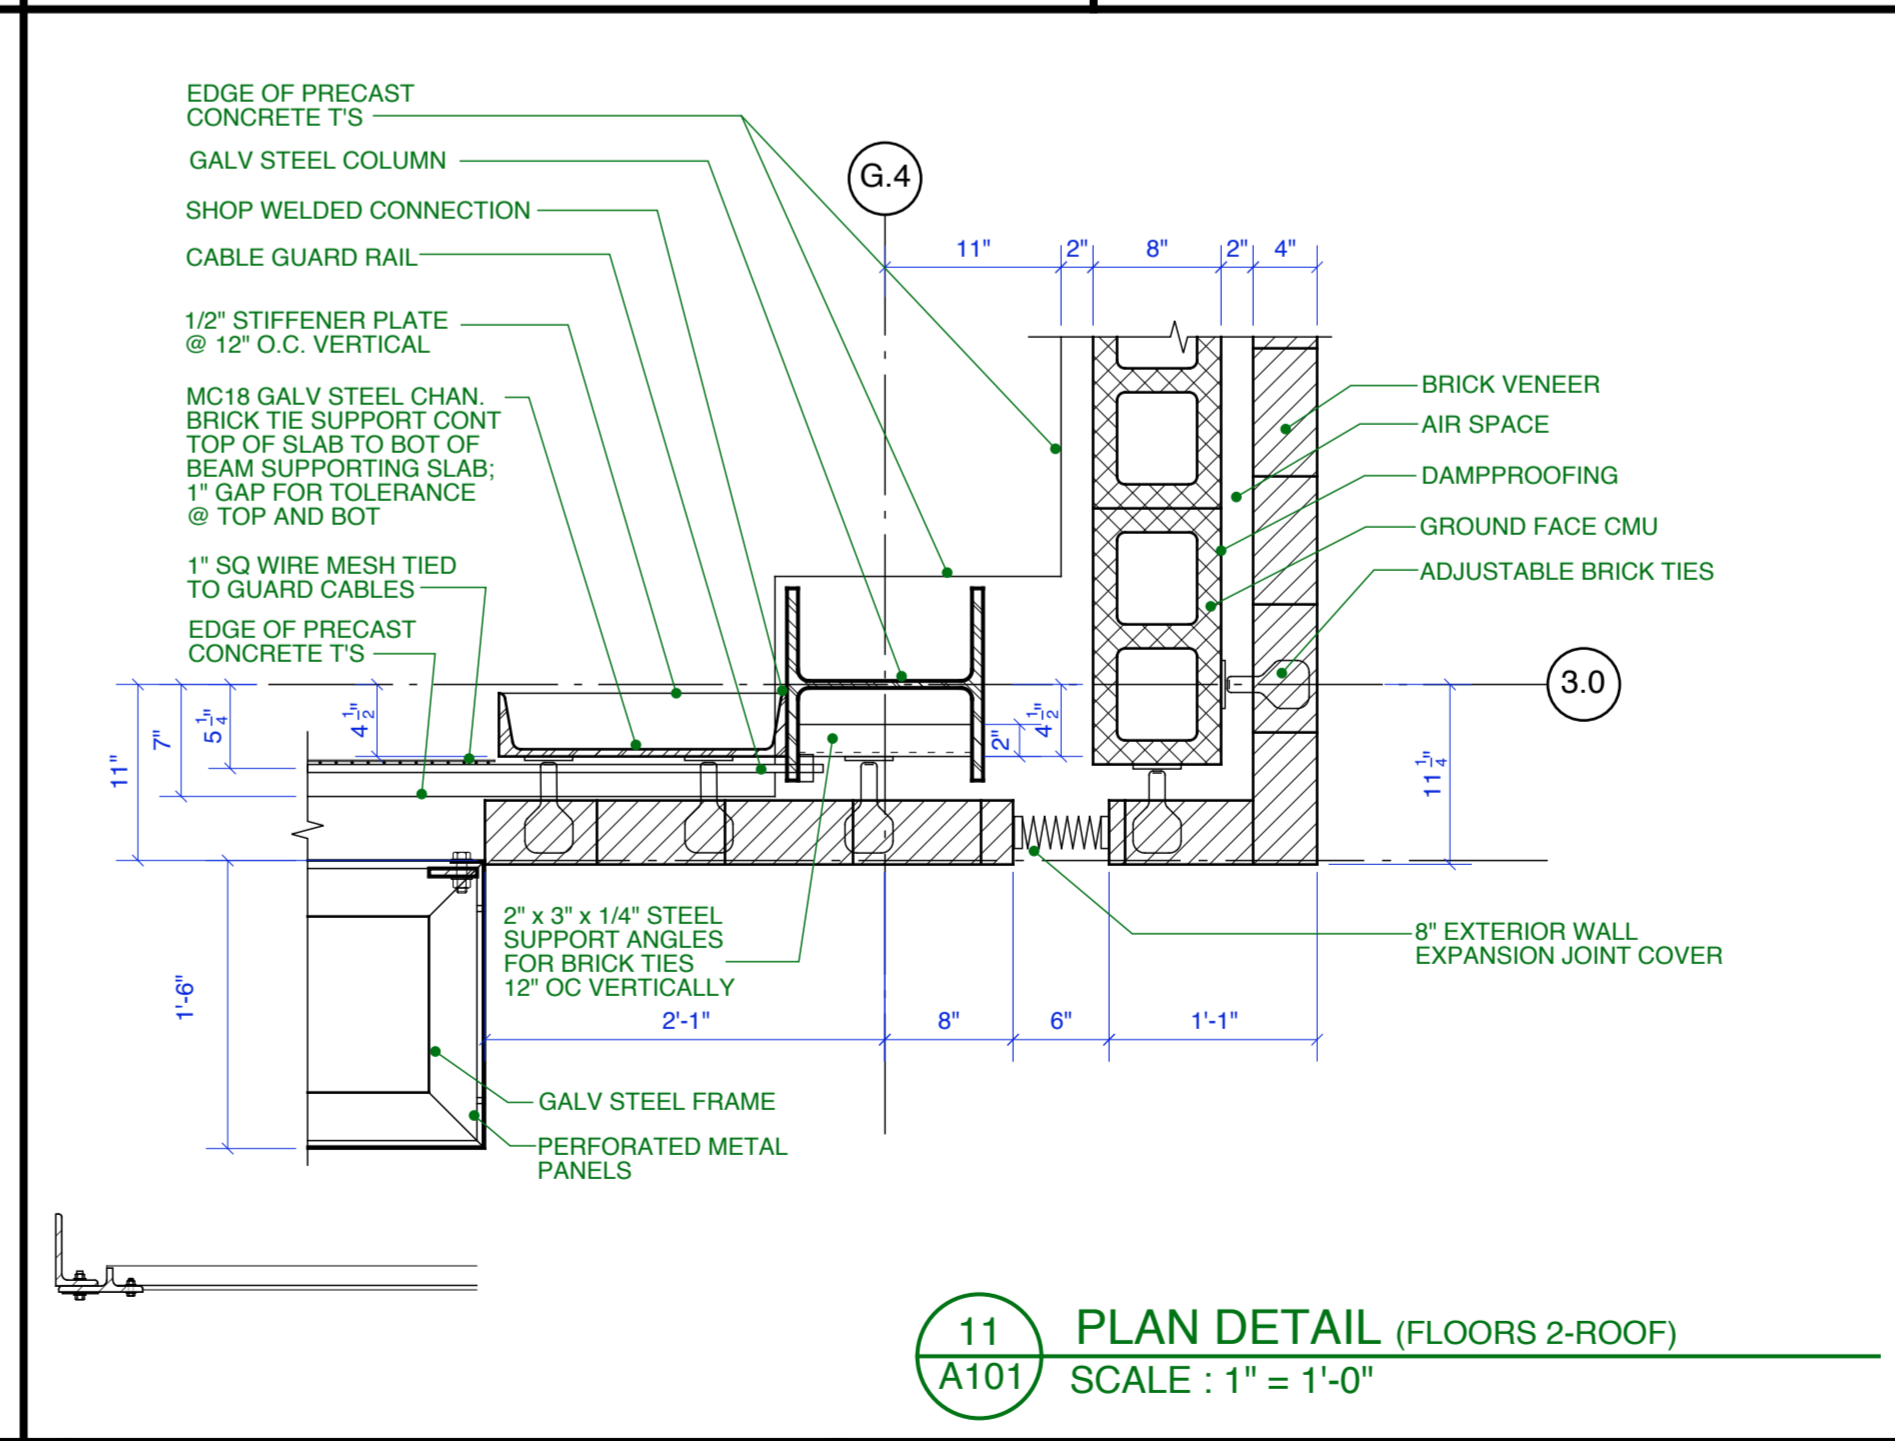 EDGE OF PRECAST
CONCRETE T'S
GALV STEEL COLUMN
SHOP WELDED CONNECTION
CABLE GUARD RAIL
1/2" STIFFENER PLATE
@ 12" O.C. VERTICAL
MC18 GALV STEEL CHAN.
BRICK TIE SUPPORT CONT
TOP OF SLAB TO BOT OF
BEAM SUPPORTING SLAB;
1" GAP FOR TOLERANCE
@ TOP AND BOT
1" SQ WIRE MESH TIED
TO GUARD CABLES
EDGE OF PRECAST
CONCRETE T'S
G.4
11"
2"
8"
2"
4"
BRICK VENEER
AIR SPACE
DAMPPROOFING
GROUND FACE CMU
ADJUSTABLE BRICK TIES
3.0
11"
7"
5 1/4"
4 1/2"
2"
4 1/2"
11 1/4"
1'-6"
2" x 3" x 1/4" STEEL
SUPPORT ANGLES
FOR BRICK TIES
12" OC VERTICALLY
8" EXTERIOR WALL
EXPANSION JOINT COVER
2'-1"
8"
6"
1'-1"
GALV STEEL FRAME
PERFORATED METAL
PANELS
11
A101
PLAN DETAIL (FLOORS 2-ROOF)
SCALE : 1" = 1'-0"